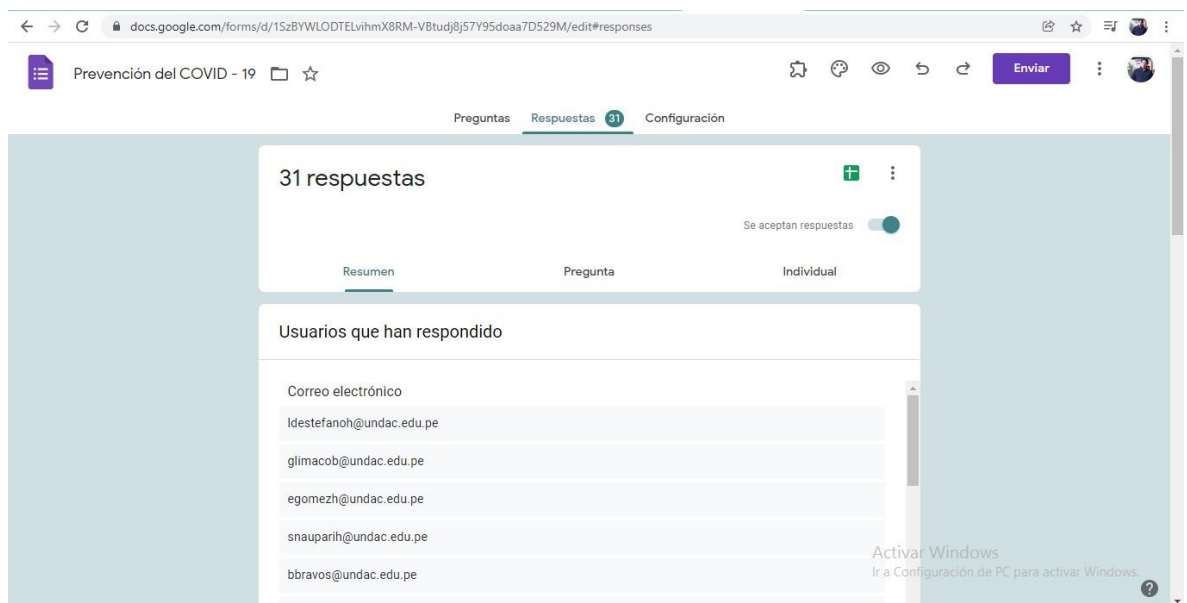 docs.google.com/forms/d/1SzBYWLODTELvihmX8RM-VBtudj8j57Y95doaa7D529M/edit#responses
Prevención del COVID - 19
Enviar
Preguntas Respuestas 31 Configuración
31 respuestas
Se aceptan respuestas
Resumen Pregunta Individual
Usuarios que han respondido
Correo electrónico
ldestefanoh@undac.edu.pe
glimacob@undac.edu.pe
egomezh@undac.edu.pe
snauparih@undac.edu.pe
bbravos@undac.edu.pe
Activar Windows
Ir a Configuración de PC para activar Windows.